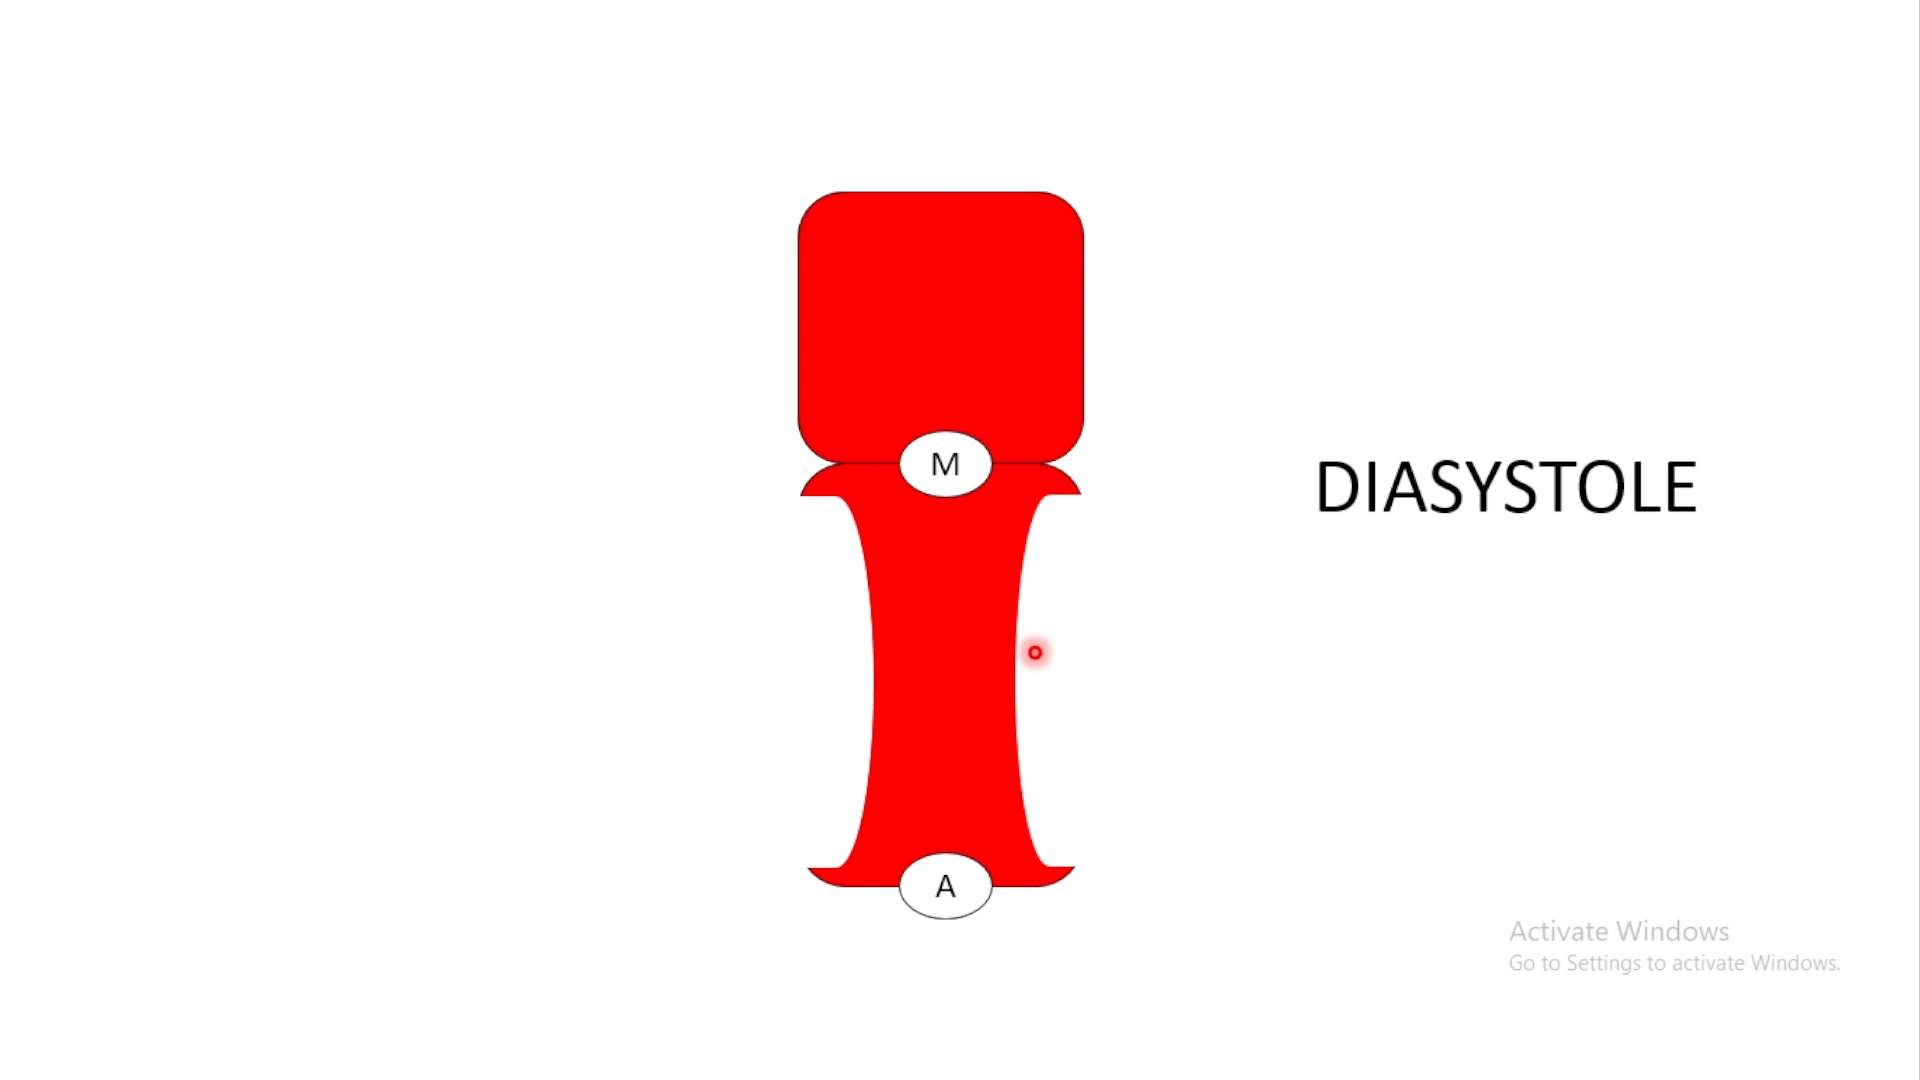 M
DIASYSTOLE
A
Activate Windows
Go to Settings to activate Windows.